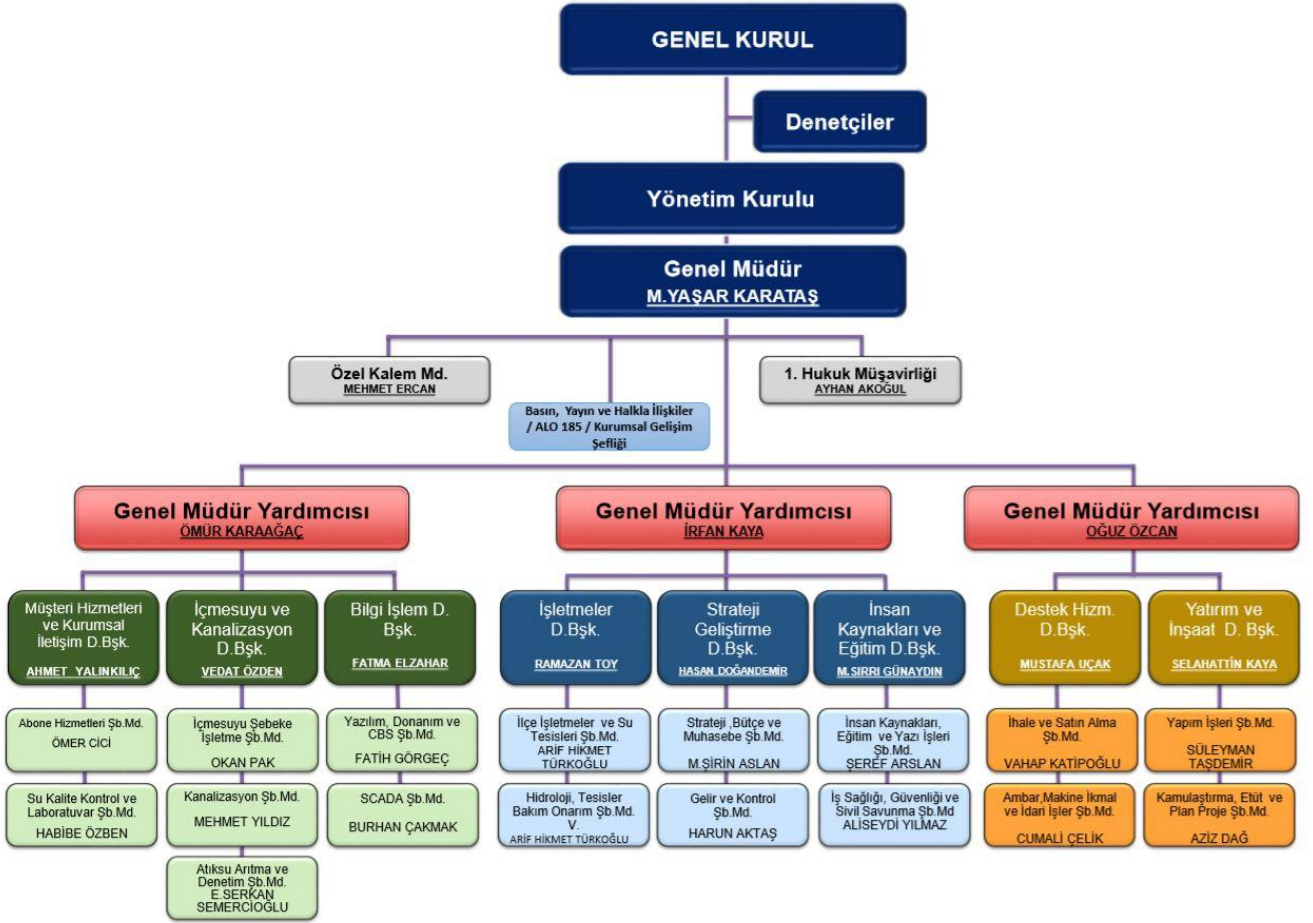 GENEL KURUL
Denetçiler
Yönetim Kurulu
Genel Müdür
M.YAŞAR KARATAŞ
Özel Kalem Md.
MEHMET ERCAN
1. Hukuk Müşavirliği
AYHAN AKOĞUL
Basın, Yayın ve Halkla İlişkiler
/ ALO 185 / Kurumsal Gelişim
Şefliği
Genel Müdür Yardımcısı
ÖMÜR KARAAĞAÇ
Genel Müdür Yardımcısı
İRFAN KAYA
Genel Müdür Yardımcısı
OĞUZ ÖZCAN
Müşteri Hizmetleri
ve Kurumsal
İletişim D.Bşk.
AHMET YALINKILIÇ
İçmesuyu ve
Kanalizasyon
D.Bşk.
VEDAT ÖZDEN
Bilgi İşlem D.
Bşk.
FATMA ELZAHAR
İşletmeler
D.Bşk.
RAMAZAN TOY
Strateji
Geliştirme
D.Bşk.
HASAN DOĞANDEMİR
İnsan
Kaynakları ve
Eğitim D.Bşk.
M.SIRRI GÜNAYDIN
Destek Hizm.
D.Bşk.
MUSTAFA UÇAK
Yatırım ve
İnşaat D. Bşk.
SELAHATTİN KAYA
Abone Hizmetleri Şb.Md.
ÖMER CİCİ
İçmesuyu Şebeke
İşletme Şb.Md.
OKAN PAK
Yazılım, Donanım ve
CBS Şb.Md.
FATİH GÖRGEÇ
İlçe İşletmeler ve Su
Tesisleri Şb.Md.
ARİF HİKMET
TÜRKOĞLU
Strateji ,Bütçe ve
Muhasebe Şb.Md.
M.ŞİRİN ASLAN
İnsan Kaynakları,
Eğitim ve Yazı İşleri
Şb.Md.
ŞEREF ARSLAN
İhale ve Satın Alma
Şb.Md.
VAHAP KATİPOĞLU
Yapım İşleri Şb.Md.
SÜLEYMAN
TAŞDEMİR
Su Kalite Kontrol ve
Laboratuvar Şb.Md.
HABİBE ÖZBEN
Kanalizasyon Şb.Md.
MEHMET YILDIZ
SCADA Şb.Md.
BURHAN ÇAKMAK
Hidroloji, Tesisler
Bakım Onarım Şb.Md.
V.
ARİF HİKMET TÜRKOĞLU
Gelir ve Kontrol
Şb.Md.
HARUN AKTAŞ
İş Sağlığı, Güvenliği ve
Sivil Savunma Şb.Md
ALİSEYDİ YILMAZ
Ambar,Makine İkmal
ve İdari İşler Şb.Md.
CUMALİ ÇELİK
Kamulaştırma, Etüt ve
Plan Proje Şb.Md.
AZİZ DAĞ
Atıksu Arıtma ve
Denetim Şb.Md.
E.SERKAN
SEMERCİOĞLU